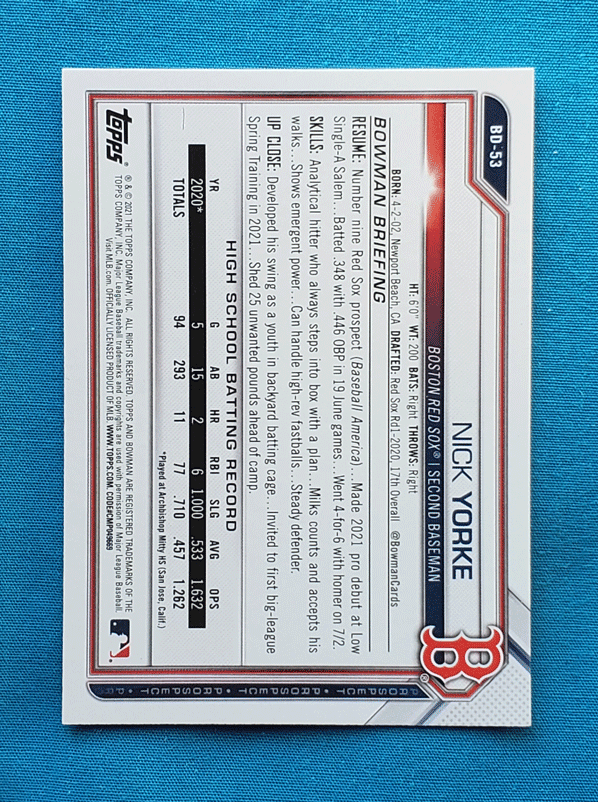 BD-53
NICK YORKE
BOSTON RED SOX® | SECOND BASEMAN
HT: 6'0" WT: 200 BATS: Right THROWS: Right
BORN: 4-2-02, Newport Beach, CA DRAFTED: Red Sox Rd1-2020, 17th Overall @BowmanCards
BOWMAN BRIEFING
RESUME: Number nine Red Sox prospect (Baseball America)...Made 2021 pro debut at Low
Single-A Salem...Batted .348 with .446 OBP in 19 June games...Went 4-for-6 with homer on 7/2.
SKILLS: Analytical hitter who always steps into box with a plan...Milks counts and accepts his
walks...Shows emergent power...Can handle high-rev fastballs...Steady defender.
UP CLOSE: Developed his swing as a youth in backyard batting cage...Invited to first big-league
Spring Training in 2021...Shed 25 unwanted pounds ahead of camp.
HIGH SCHOOL BATTING RECORD
YR G AB HR RBI SLG AVG OPS
2020* 5 15 2 6 1.000 .533 1.632
TOTALS 94 293 11 77 .710 .457 1.262
*Played at Archbishop Mitty HS (San Jose, Calif.)
topps® ® & © 2021 THE TOPPS COMPANY, INC. ALL RIGHTS RESERVED. TOPPS AND BOWMAN ARE REGISTERED TRADEMARKS OF THE
TOPPS COMPANY, INC. Major League Baseball trademarks and copyrights are used with permission of Major League Baseball.
Visit MLB.com. OFFICIALLY LICENSED PRODUCT OF MLB. WWW.TOPPS.COM. CODE#CMP049669
B®
PROSPECT • PROSPECT • PROSPECT